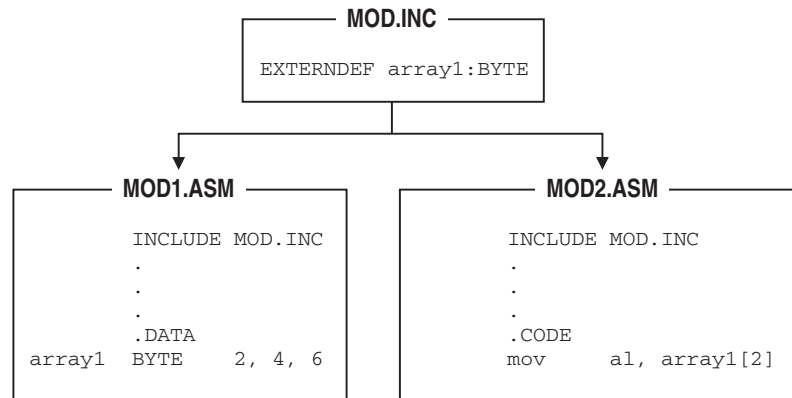 MOD.INC
EXTERNDEF array1:BYTE
MOD1.ASM
INCLUDE MOD.INC
.
.
.
.DATA
array1 BYTE 2, 4, 6
MOD2.ASM
INCLUDE MOD.INC
.
.
.
.CODE
mov al, array1[2]